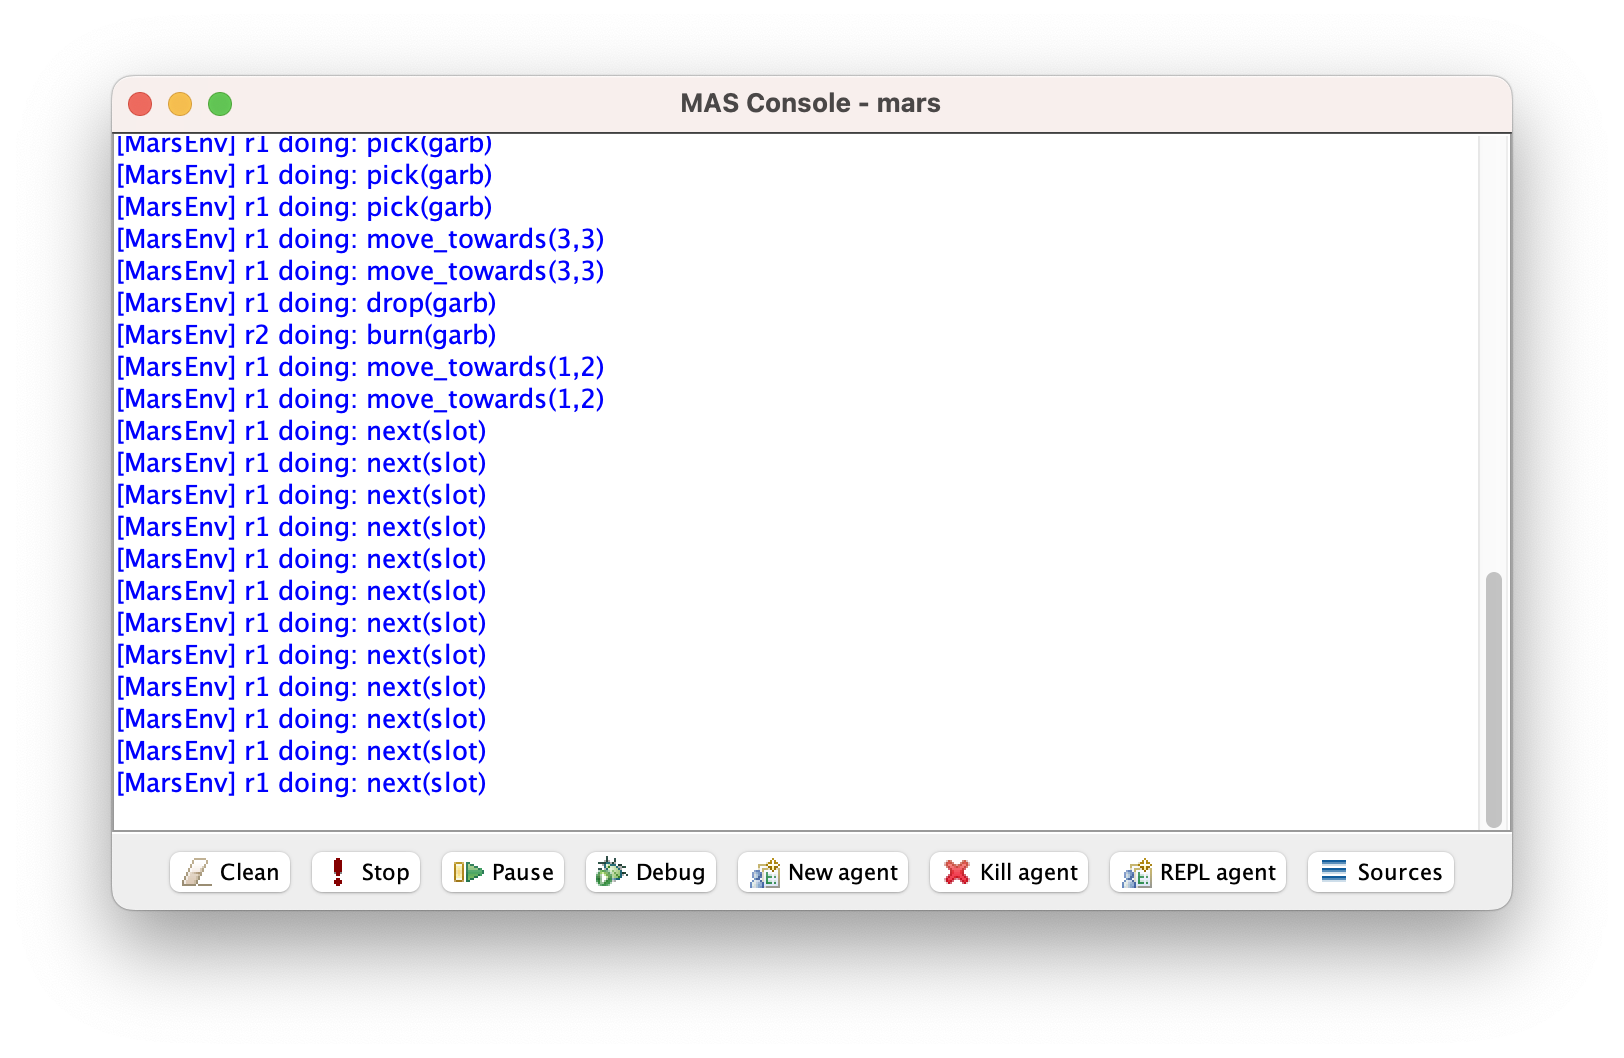 MAS Console - mars
[MarsEnv] r1 doing: pick(garb)
[MarsEnv] r1 doing: pick(garb)
[MarsEnv] r1 doing: pick(garb)
[MarsEnv] r1 doing: move_towards(3,3)
[MarsEnv] r1 doing: move_towards(3,3)
[MarsEnv] r1 doing: drop(garb)
[MarsEnv] r2 doing: burn(garb)
[MarsEnv] r1 doing: move_towards(1,2)
[MarsEnv] r1 doing: move_towards(1,2)
[MarsEnv] r1 doing: next(slot)
[MarsEnv] r1 doing: next(slot)
[MarsEnv] r1 doing: next(slot)
[MarsEnv] r1 doing: next(slot)
[MarsEnv] r1 doing: next(slot)
[MarsEnv] r1 doing: next(slot)
[MarsEnv] r1 doing: next(slot)
[MarsEnv] r1 doing: next(slot)
[MarsEnv] r1 doing: next(slot)
[MarsEnv] r1 doing: next(slot)
[MarsEnv] r1 doing: next(slot)
[MarsEnv] r1 doing: next(slot)
Clean Stop Pause Debug New agent Kill agent REPL agent Sources